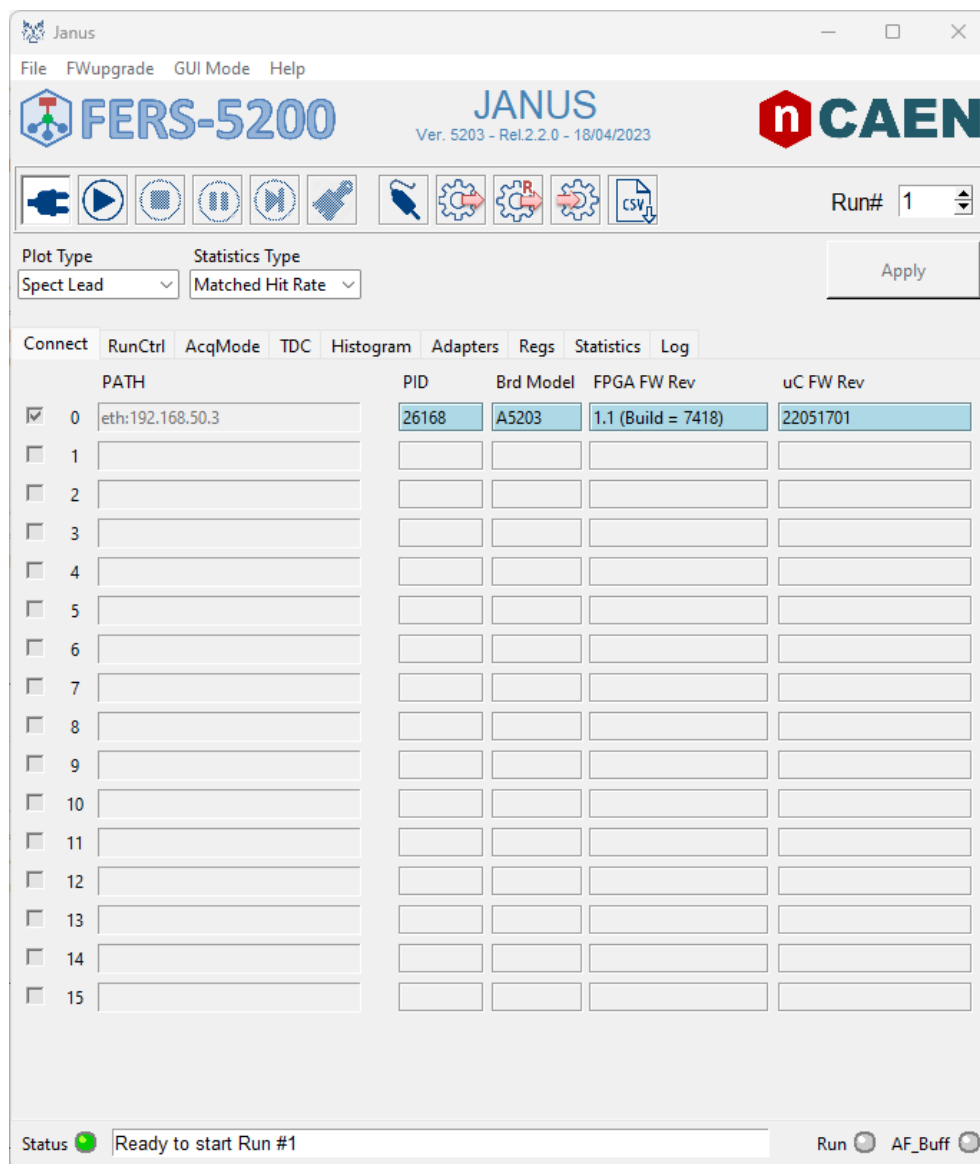 Janus
File FWupgrade GUI Mode Help
FERS-5200
JANUS
Ver. 5203 - Rel.2.2.0 - 18/04/2023
n CAEN
R
CSV
Run# 1
Plot Type Statistics Type
Spect Lead Matched Hit Rate
Apply
Connect RunCtrl AcqMode TDC Histogram Adapters Regs Statistics Log
PATH PID Brd Model FPGA FW Rev uC FW Rev
0 eth:192.168.50.3 26168 A5203 1.1 (Build = 7418) 22051701
1
2
3
4
5
6
7
8
9
10
11
12
13
14
15
Status Ready to start Run #1 Run AF_Buff